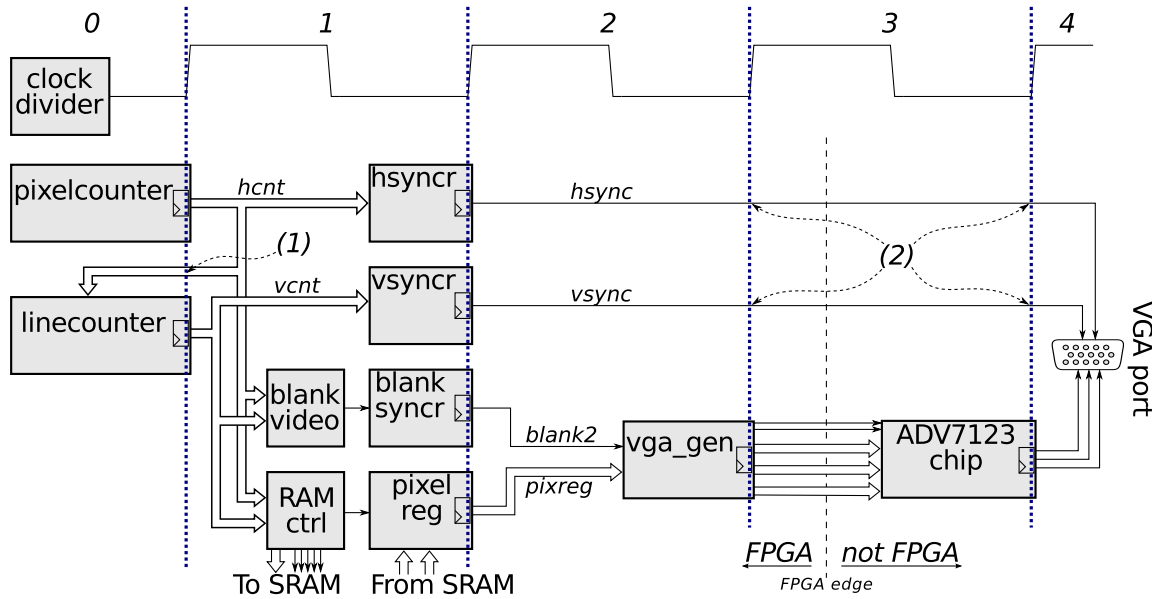 0
1
2
3
4
clock
divider
pixelcounter
hcnt
hsyncr
hsync
(1)
(2)
linecounter
vcnt
vsyncr
vsync
VGA port
blank
video
blank
syncr
blank2
vga_gen
ADV7123
chip
RAM
ctrl
pixel
reg
pixreg
FPGA
not FPGA
FPGA edge
To SRAM
From SRAM